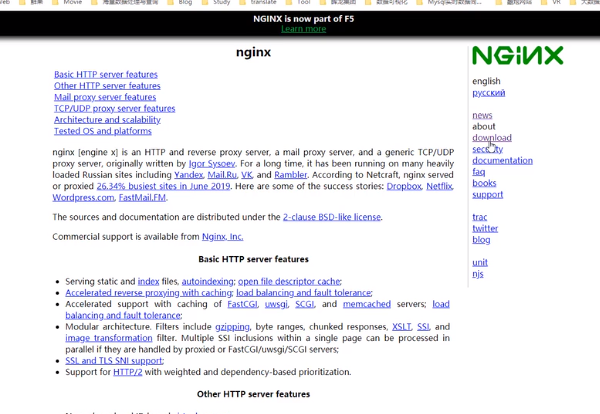 Movie
Blog
Study
translate
Tool
VR
NGINX is now part of F5
Learn more
nginx
Basic HTTP server features
Other HTTP server features
Mail proxy server features
TCP/UDP proxy server features
Architecture and scalability
Tested OS and platforms
nginx [engine x] is an HTTP and reverse proxy server, a mail proxy server, and a generic TCP/UDP
proxy server, originally written by Igor Sysoev. For a long time, it has been running on many heavily
loaded Russian sites including Yandex, Mail.Ru, VK, and Rambler. According to Netcraft, nginx served
or proxied 26.34% busiest sites in June 2019. Here are some of the success stories: Dropbox, Netflix,
Wordpress.com, FastMail.FM.
The sources and documentation are distributed under the 2-clause BSD-like license.
Commercial support is available from Nginx, Inc.
Basic HTTP server features
• Serving static and index files, autoindexing; open file descriptor cache;
• Accelerated reverse proxying with caching; load balancing and fault tolerance;
• Accelerated support with caching of FastCGI, uwsgi, SCGI, and memcached servers; load
balancing and fault tolerance;
• Modular architecture. Filters include gzipping, byte ranges, chunked responses, XSLT, SSI, and
image transformation filter. Multiple SSI inclusions within a single page can be processed in
parallel if they are handled by proxied or FastCGI/uwsgi/SCGI servers;
• SSL and TLS SNI support;
• Support for HTTP/2 with weighted and dependency-based prioritization.
Other HTTP server features
NGINX
english
русский
news
about
download
security
documentation
faq
books
support
trac
twitter
blog
unit
njs